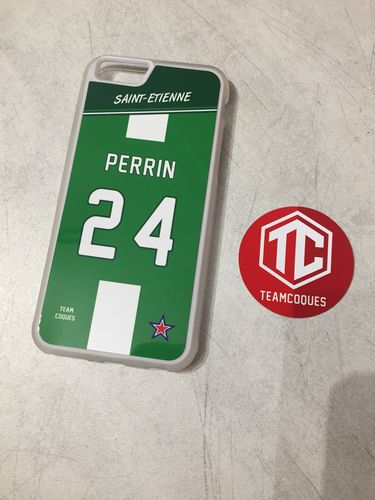 SAINT-ETIENNE
PERRIN
24
TEAM
COQUES
TC
TEAMCOQUES